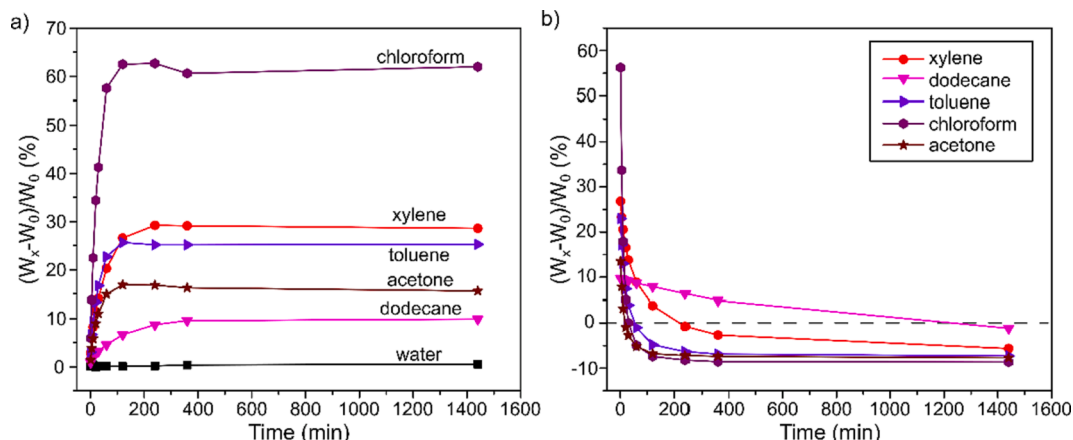 a)
(Wₓ-W₀)/W₀ (%)
70
60
50
40
30
20
10
0
chloroform
xylene
toluene
acetone
dodecane
water
0 200 400 600 800 1000 1200 1400 1600
Time (min)
b)
(Wₓ-W₀)/W₀ (%)
60
50
40
30
20
10
0
-10
xylene
dodecane
toluene
chloroform
acetone
0 200 400 600 800 1000 1200 1400 1600
Time (min)